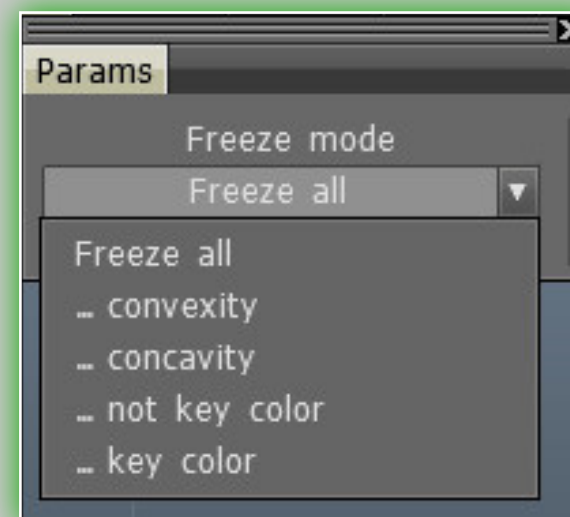 Params
Freeze mode
Freeze all
Freeze all
... convexity
... concavity
... not key color
... key color